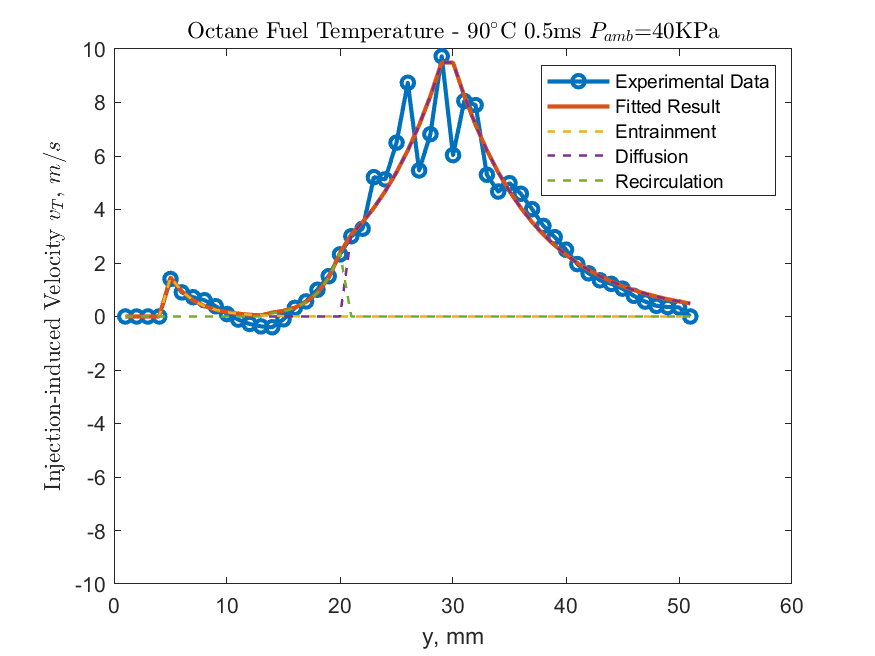 Octane Fuel Temperature - 90°C 0.5ms P_amb=40KPa
Injection-induced Velocity v_T, m/s
10
8
6
4
2
0
-2
-4
-6
-8
-10
Experimental Data
Fitted Result
Entrainment
Diffusion
Recirculation
0 10 20 30 40 50 60
y, mm